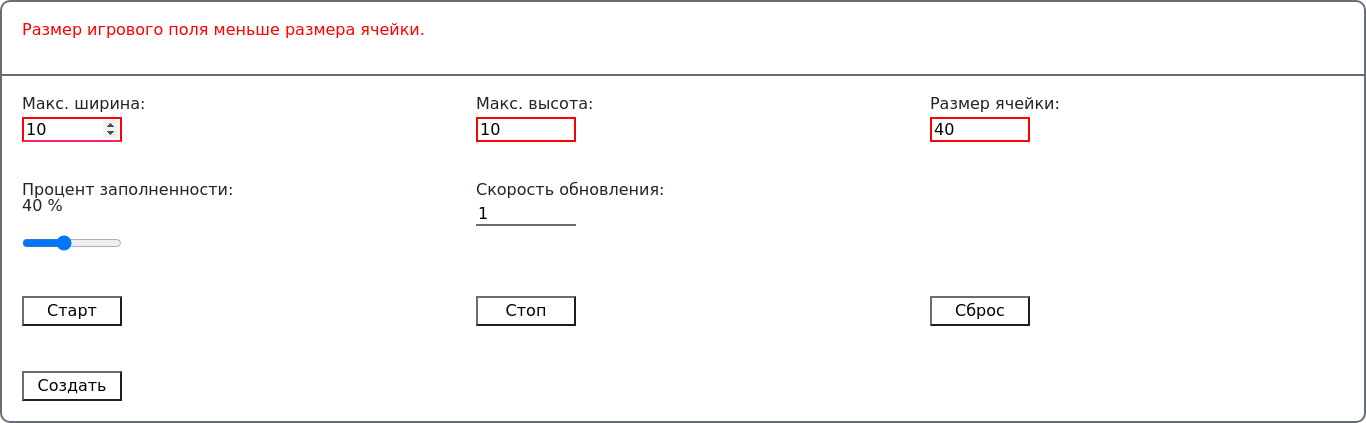 Размер игрового поля меньше размера ячейки.
Макс. ширина: Макс. высота: Размер ячейки:
10 10 40
Процент заполненности: Скорость обновления:
40 %
1
Старт Стоп Сброс
Создать